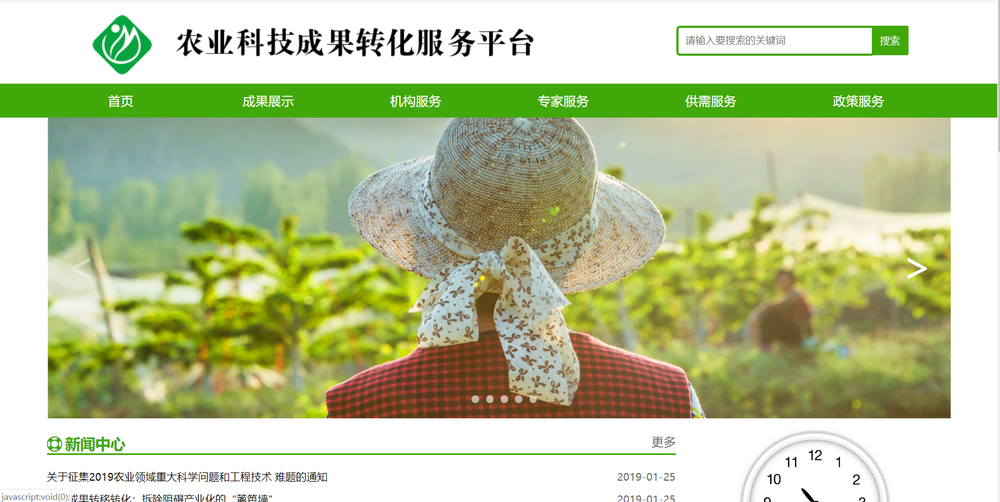 农业科技成果转化服务平台
请输入要搜索的关键词 搜索
首页 成果展示 机构服务 专家服务 供需服务 政策服务
< >
新闻中心 更多
关于征集2019农业领域重大科学问题和工程技术 难题的通知 2019-01-25
成果转移转化：拆除阻碍产业化的“篱笆墙” 2019-01-25
javascript:void(0);
12
11 1
10 2
9 3